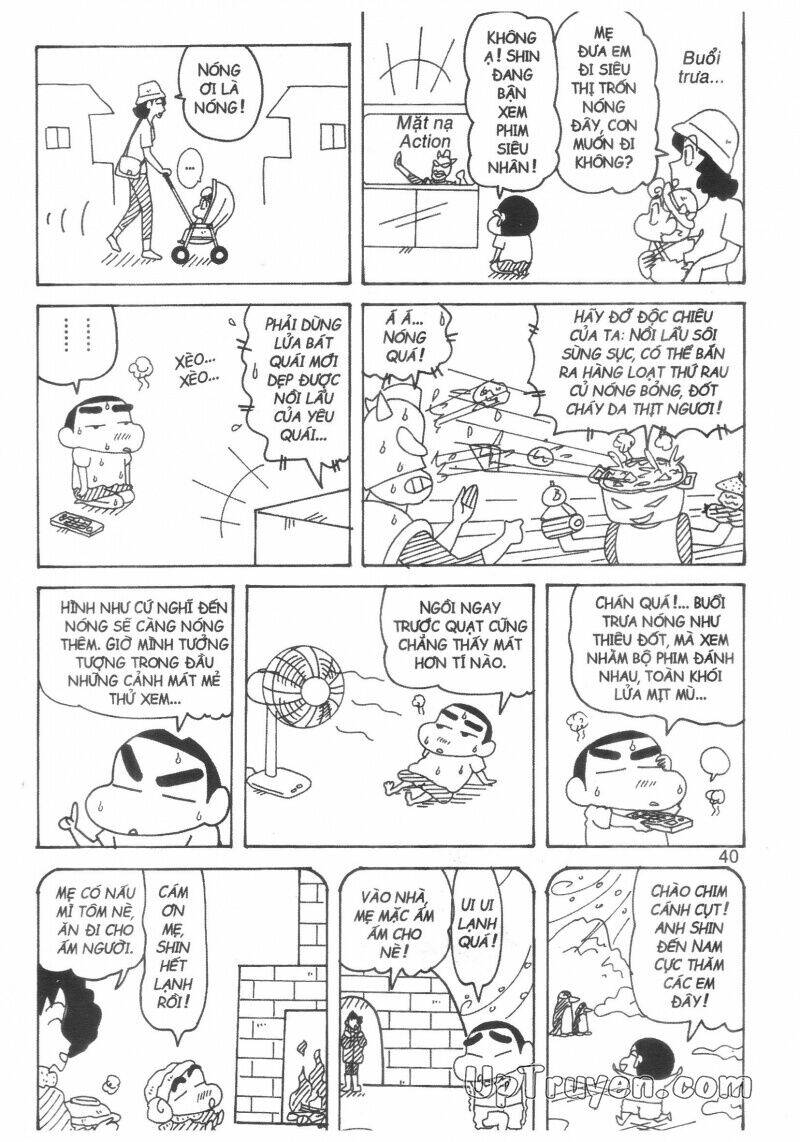 Buổi
trưa...
MẸ
ĐƯA EM
ĐI SIÊU
THỊ TRỐN
NÓNG
ĐÂY, CON
MUỐN ĐI
KHÔNG?
KHÔNG
Ạ! SHIN
ĐANG
BẬN
XEM
PHIM
SIÊU
NHÂN!
Mặt nạ
Action
NÓNG
ƠI LÀ
NÓNG!
...
HÃY ĐỠ ĐỘC CHIÊU
CỦA TA: NỒI LẨU SÔI
SÙNG SỤC, CÓ THỂ BẮN
RA HÀNG LOẠT THỨ RAU
CỦ NÓNG BỎNG, ĐỐT
CHÁY DA THỊT NGƯƠI!
Á Á...
NÓNG
QUÁ!
PHẢI DÙNG
LỬA BÁT
QUÁI MỚI
DẸP ĐƯỢC
NỒI LẨU
CỦA YÊU
QUÁI...
XÈO...
XÈO...
CHÁN QUÁ!... BUỔI
TRƯA NÓNG NHƯ
THIÊU ĐỐT, MÀ XEM
NHẰM BỘ PHIM ĐÁNH
NHAU, TOÀN KHÓI
LỬA MỊT MÙ...
NGỒI NGAY
TRƯỚC QUẠT CŨNG
CHẲNG THẤY MÁT
HƠN TÍ NÀO.
HÌNH NHƯ CỨ NGHĨ ĐẾN
NÓNG SẼ CÀNG NÓNG
THÊM. GIỜ MÌNH TƯỞNG
TƯỢNG TRONG ĐẦU
NHỮNG CẢNH MÁT MẺ
THỬ XEM...
40
CHÀO CHIM
CÁNH CỤT!
ANH SHIN
ĐẾN NAM
CỰC THĂM
CÁC EM
ĐÂY!
UI UI
LẠNH
QUÁ!
VÀO NHÀ,
MẸ MẶC ẤM
ẤM CHO
NÈ!
CÁM
ƠN
MẸ,
SHIN
HẾT
LẠNH
RỒI!
MẸ CÓ NẤU
MÌ TÔM NÈ,
ĂN ĐI CHO
ẤM NGƯỜI.
UpTruyen.com